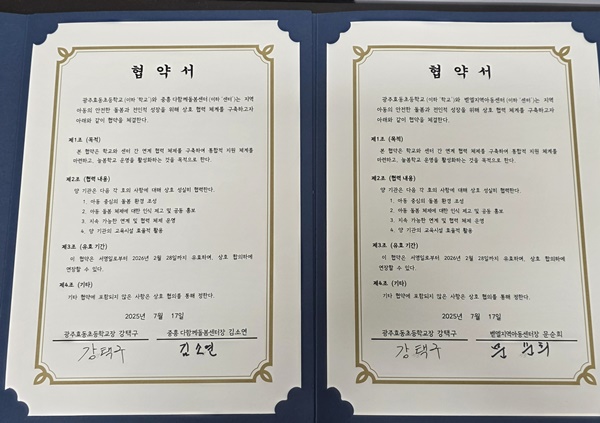 협 약 서
광주효동초등학교(이하 '학교')와 중흥 다함께돌봄센터(이하 '센터')는 지역
아동의 안전한 돌봄과 전인적 성장을 위해 상호 협력 체계를 구축하고자
아래와 같이 협약을 체결한다.
제1조 (목적)
본 협약은 학교와 센터 간 연계 협력 체제를 구축하여 통합적 지원 체계를
마련하고, 늘봄학교 운영을 활성화하는 것을 목적으로 한다.
제2조 (협력 내용)
양 기관은 다음 각 호의 사항에 대해 상호 성실히 협력한다.
1. 아동 중심의 돌봄 환경 조성
2. 아동 돌봄 체제에 대한 인식 제고 및 공동 홍보
3. 지속 가능한 연계 및 협력 체제 운영
4. 양 기관의 교육시설 효율적 활용
제3조 (유효 기간)
이 협약은 서명일로부터 2026년 2월 28일까지 유효하며, 상호 합의하에
연장할 수 있다.
제4조 (기타)
기타 협약에 포함되지 않은 사항은 상호 협의를 통해 정한다.
2025년 7월 17일
광주효동초등학교장 강택구 중흥 다함께돌봄센터장 김소연
강택구 김소연
협 약 서
광주효동초등학교(이하 '학교')와 벧엘지역아동센터(이하 '센터')는 지역
아동의 안전한 돌봄과 전인적 성장을 위해 상호 협력 체계를 구축하고자
아래와 같이 협약을 체결한다.
제1조 (목적)
본 협약은 학교와 센터 간 연계 협력 체제를 구축하여 통합적 지원 체계를
마련하고, 늘봄학교 운영을 활성화하는 것을 목적으로 한다.
제2조 (협력 내용)
양 기관은 다음 각 호의 사항에 대해 상호 성실히 협력한다.
1. 아동 중심의 돌봄 환경 조성
2. 아동 돌봄 체제에 대한 인식 제고 및 공동 홍보
3. 지속 가능한 연계 및 협력 체제 운영
4. 양 기관의 교육시설 효율적 활용
제3조 (유효 기간)
이 협약은 서명일로부터 2026년 2월 28일까지 유효하며, 상호 합의하에
연장할 수 있다.
제4조 (기타)
기타 협약에 포함되지 않은 사항은 상호 협의를 통해 정한다.
2025년 7월 17일
광주효동초등학교장 강택구 벧엘지역아동센터장 문순희
강택구 문순희